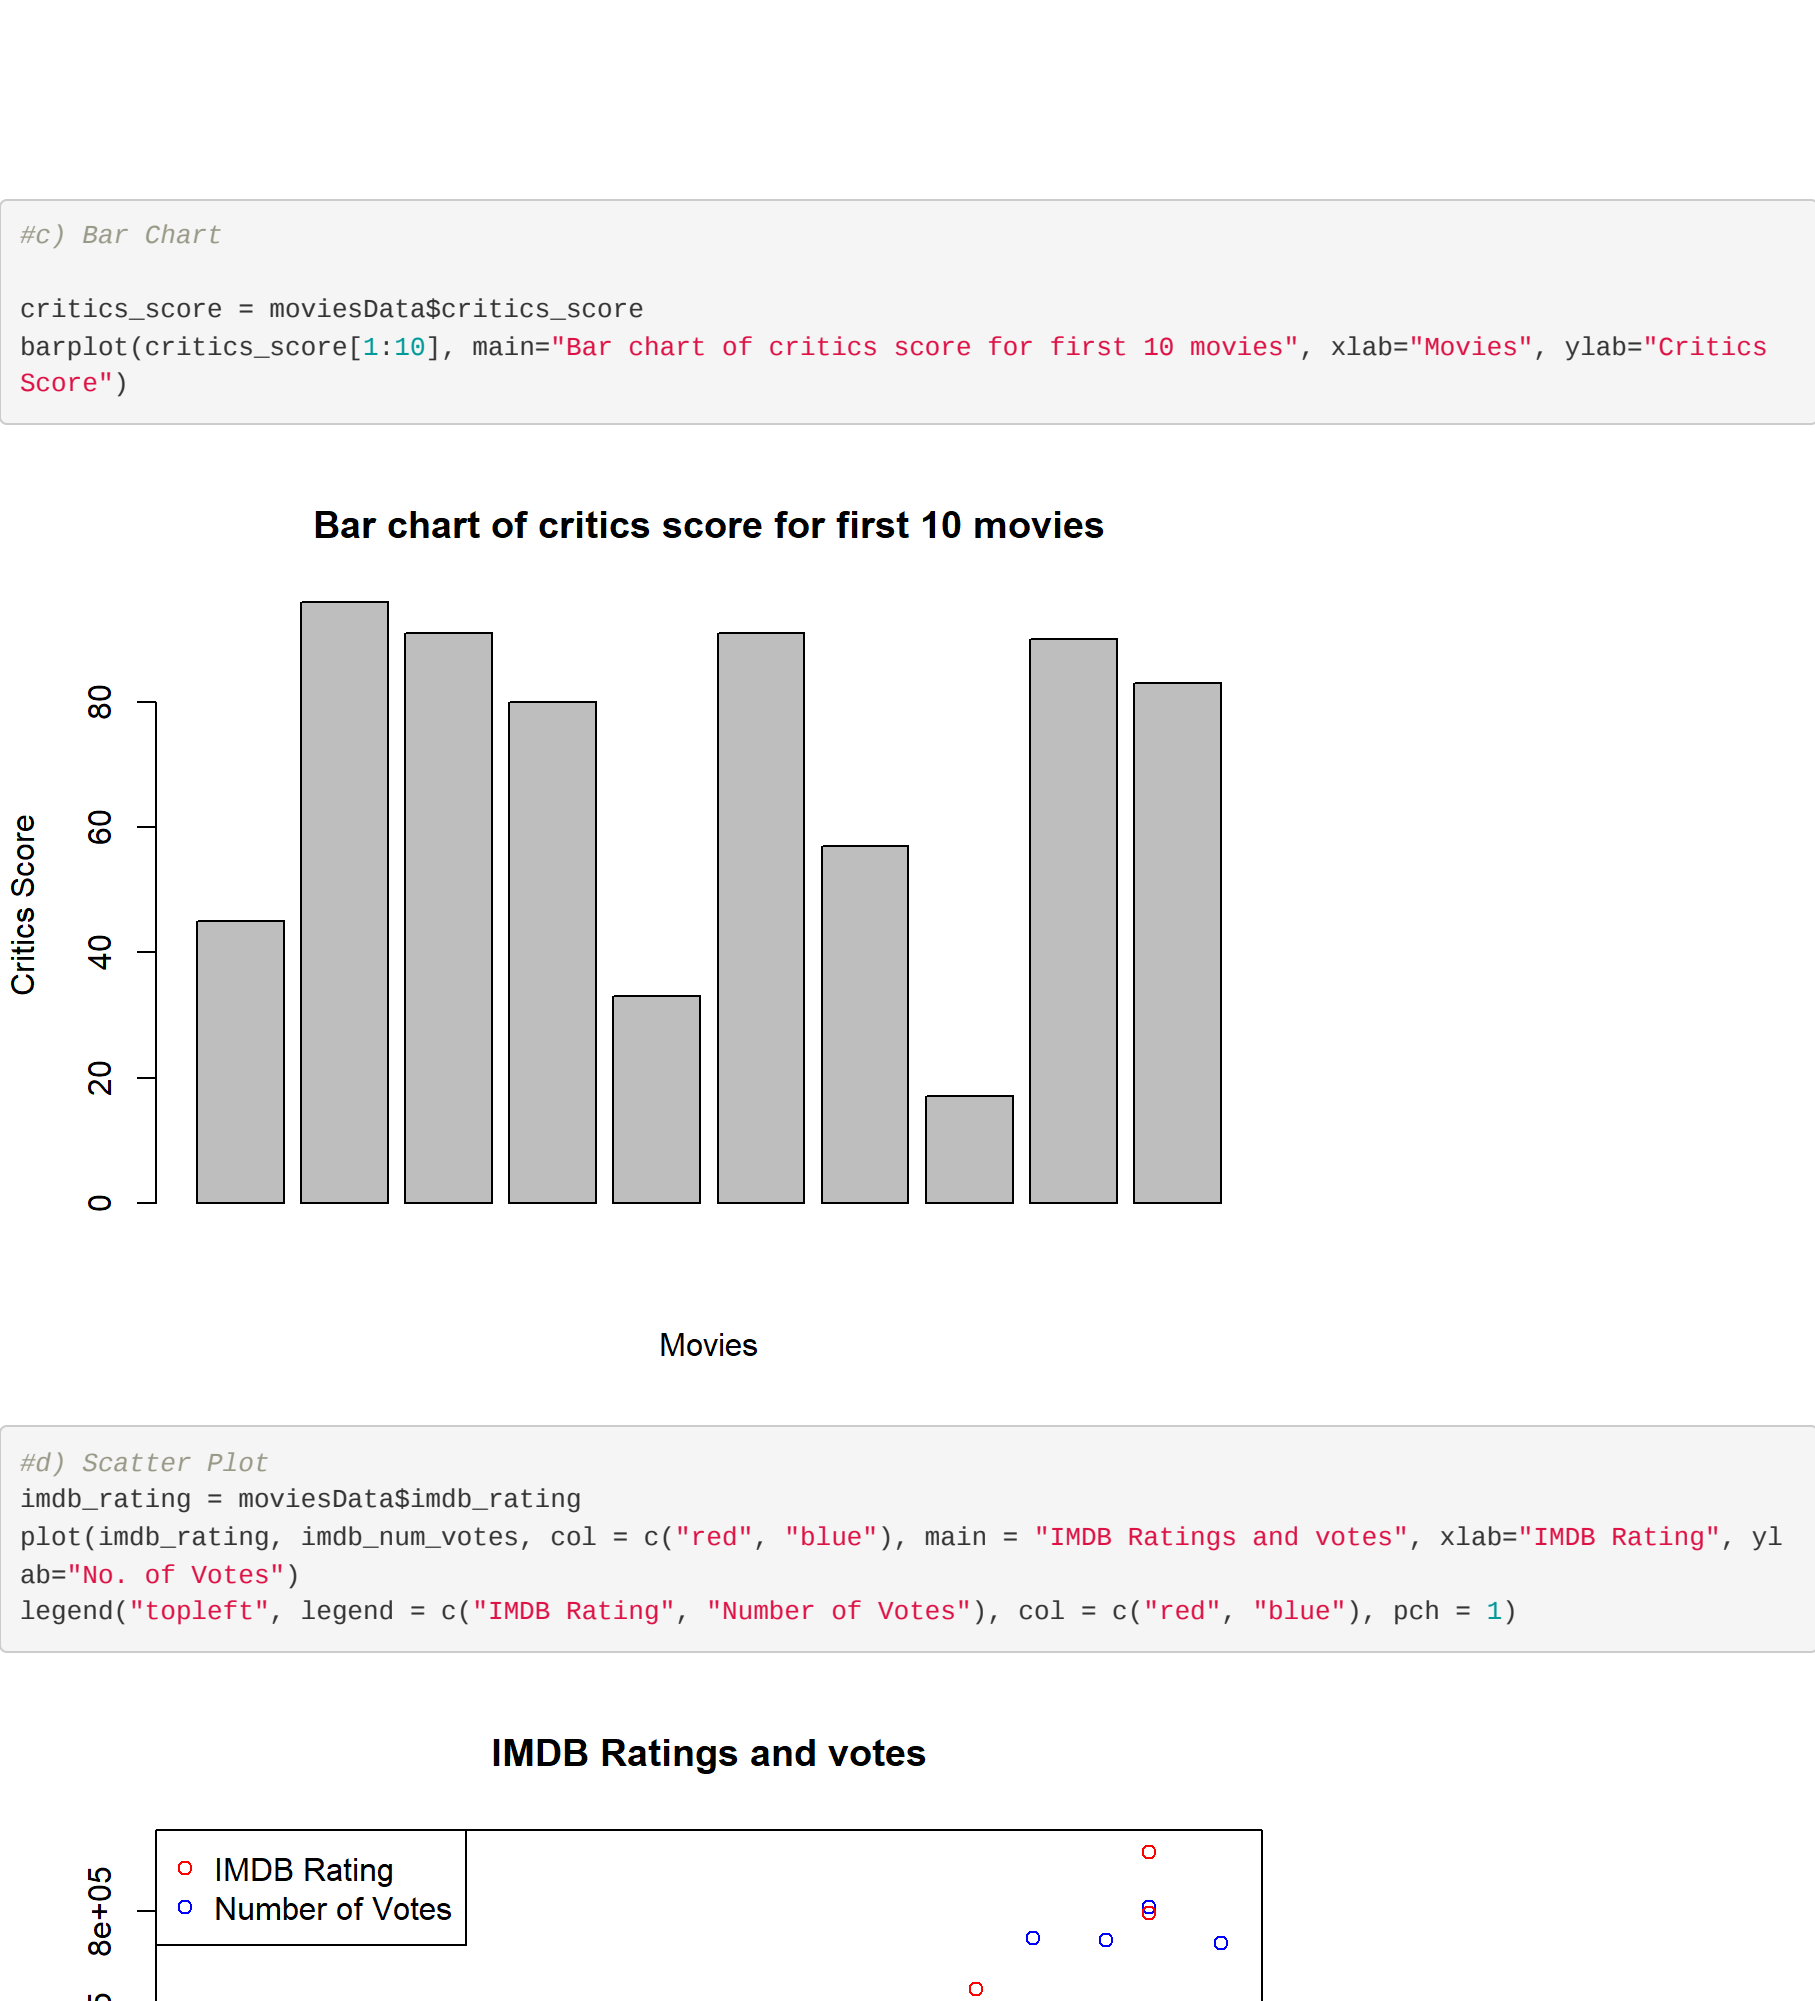 #c) Bar Chart
critics_score = moviesData$critics_score
barplot(critics_score[1:10], main="Bar chart of critics score for first 10 movies", xlab="Movies", ylab="Critics
Score")
Bar chart of critics score for first 10 movies
Critics Score
80
60
40
20
0
Movies
#d) Scatter Plot
imdb_rating = moviesData$imdb_rating
plot(imdb_rating, imdb_num_votes, col = c("red", "blue"), main = "IMDB Ratings and votes", xlab="IMDB Rating", yl
ab="No. of Votes")
legend("topleft", legend = c("IMDB Rating", "Number of Votes"), col = c("red", "blue"), pch = 1)
IMDB Ratings and votes
IMDB Rating
Number of Votes
8e+05